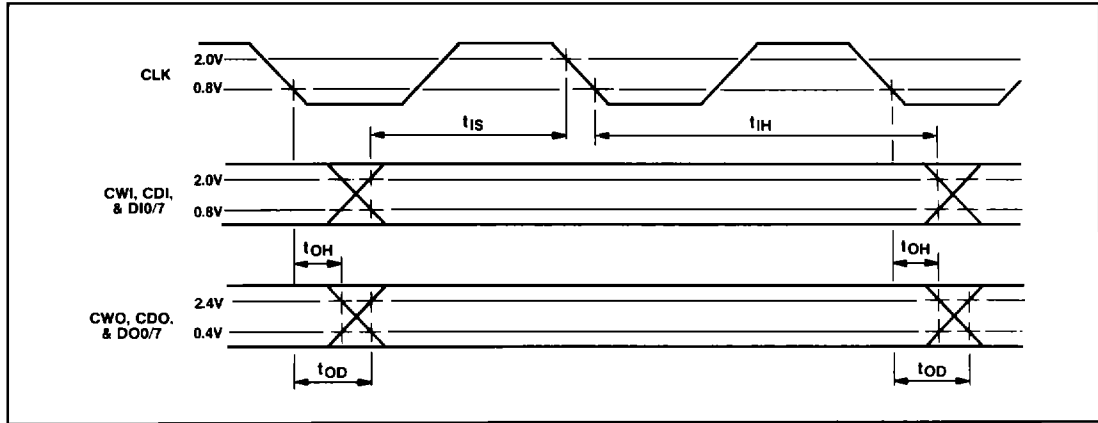 CLK
2.0V
0.8V
tIS
tIH
CWI, CDI,
& DI0/7
2.0V
0.8V
tOH
tOH
CWO, CDO,
& DO0/7
2.4V
0.4V
tOD
tOD